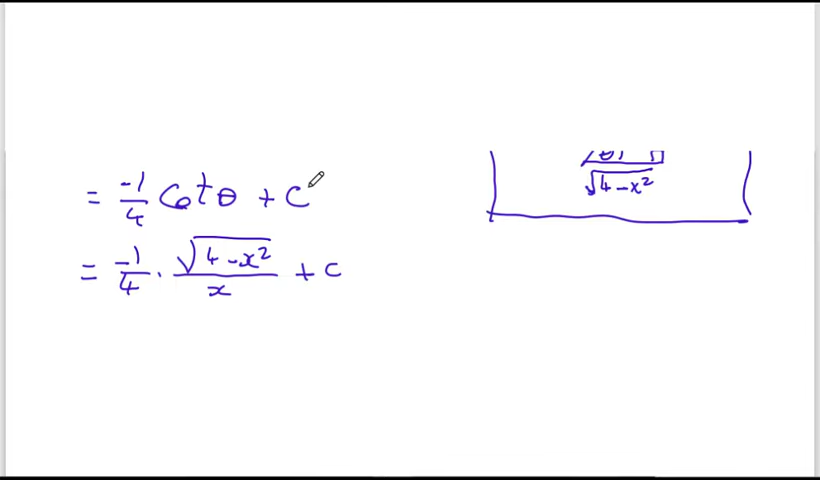 = -1/4 Cot θ + C
= -1/4 · √(4-x²)/x + C
θ
√(4-x²)